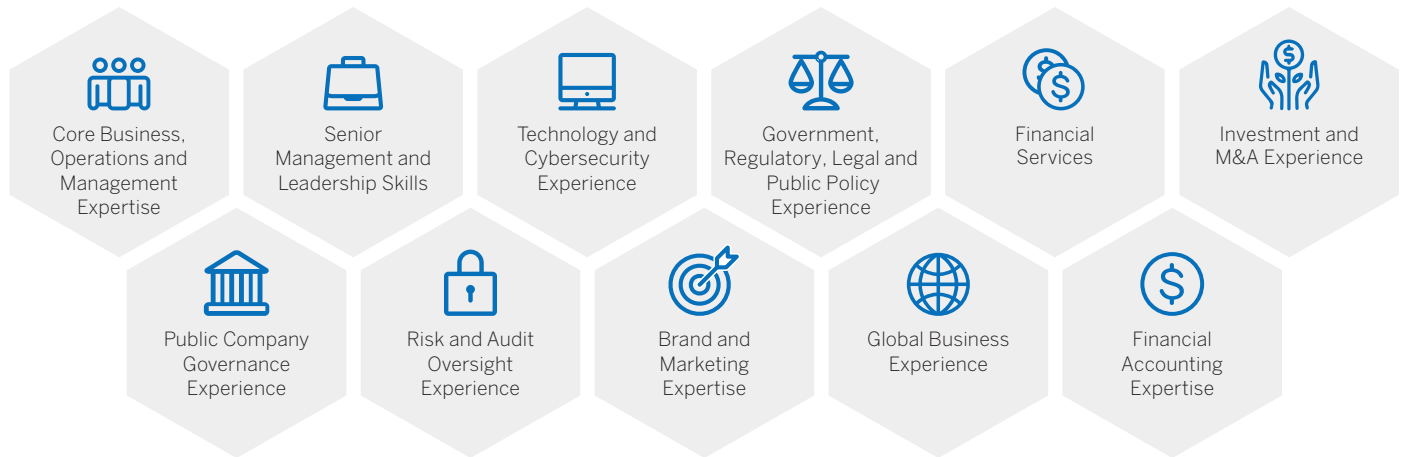 Core Business,
Operations and
Management
Expertise
Senior
Management and
Leadership Skills
Technology and
Cybersecurity
Experience
Government,
Regulatory, Legal and
Public Policy
Experience
Financial
Services
Investment and
M&A Experience
Public Company
Governance
Experience
Risk and Audit
Oversight
Experience
Brand and
Marketing
Expertise
Global Business
Experience
Financial
Accounting
Expertise